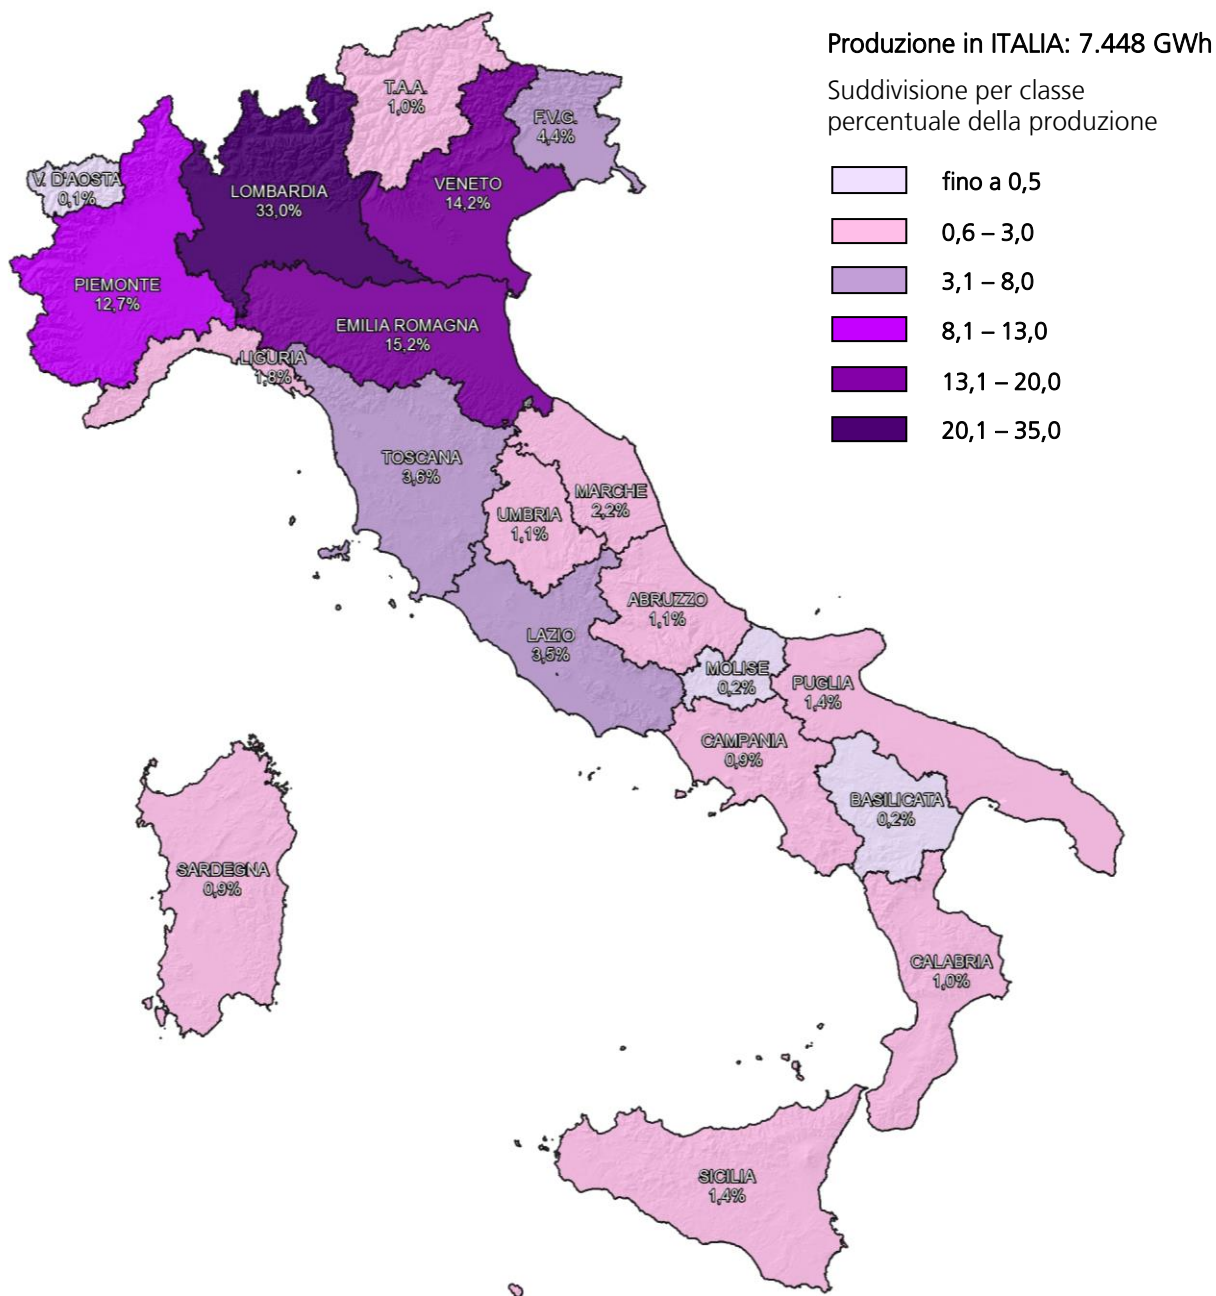 Produzione in ITALIA: 7.448 GWh
Suddivisione per classe
percentuale della produzione
fino a 0,5
0,6 – 3,0
3,1 – 8,0
8,1 – 13,0
13,1 – 20,0
20,1 – 35,0
T.A.A.
1,0%
F.V.G.
4,4%
V. D'AOSTA
0,1%
LOMBARDIA
33,0%
VENETO
14,2%
PIEMONTE
12,7%
EMILIA ROMAGNA
15,2%
LIGURIA
1,8%
TOSCANA
3,6%
MARCHE
2,2%
UMBRIA
1,1%
ABRUZZO
1,1%
LAZIO
3,5%
MOLISE
0,2%
PUGLIA
1,4%
CAMPANIA
0,9%
BASILICATA
0,2%
SARDEGNA
0,9%
CALABRIA
1,0%
SICILIA
1,4%